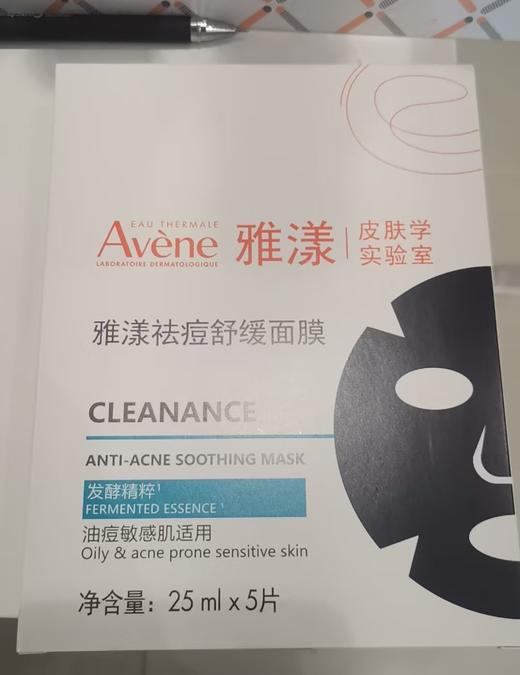 EAU THERMALE
Avène
LABORATOIRE DERMATOLOGIQUE
雅漾
皮肤学
实验室
雅漾祛痘舒缓面膜
CLEANANCE
ANTI-ACNE SOOTHING MASK
发酵精粹¹
FERMENTED ESSENCE ¹
油痘敏感肌适用
Oily & acne prone sensitive skin
净含量：25 ml x 5片